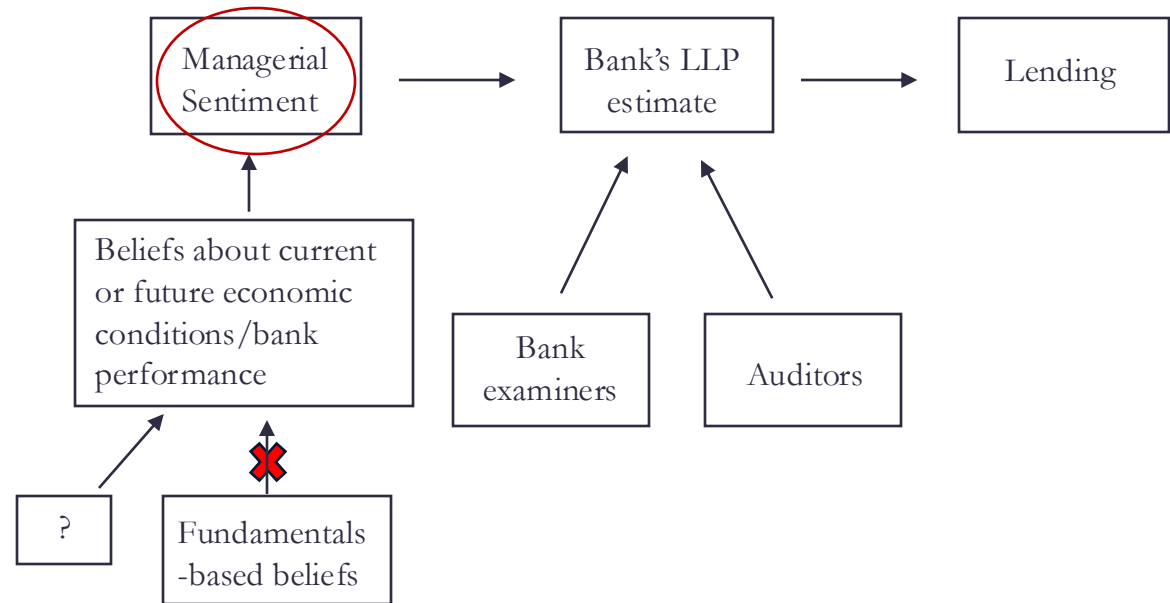 Managerial
Sentiment
Bank’s LLP
estimate
Lending
Beliefs about current
or future economic
conditions/bank
performance
Bank
examiners
Auditors
?
Fundamentals
-based beliefs